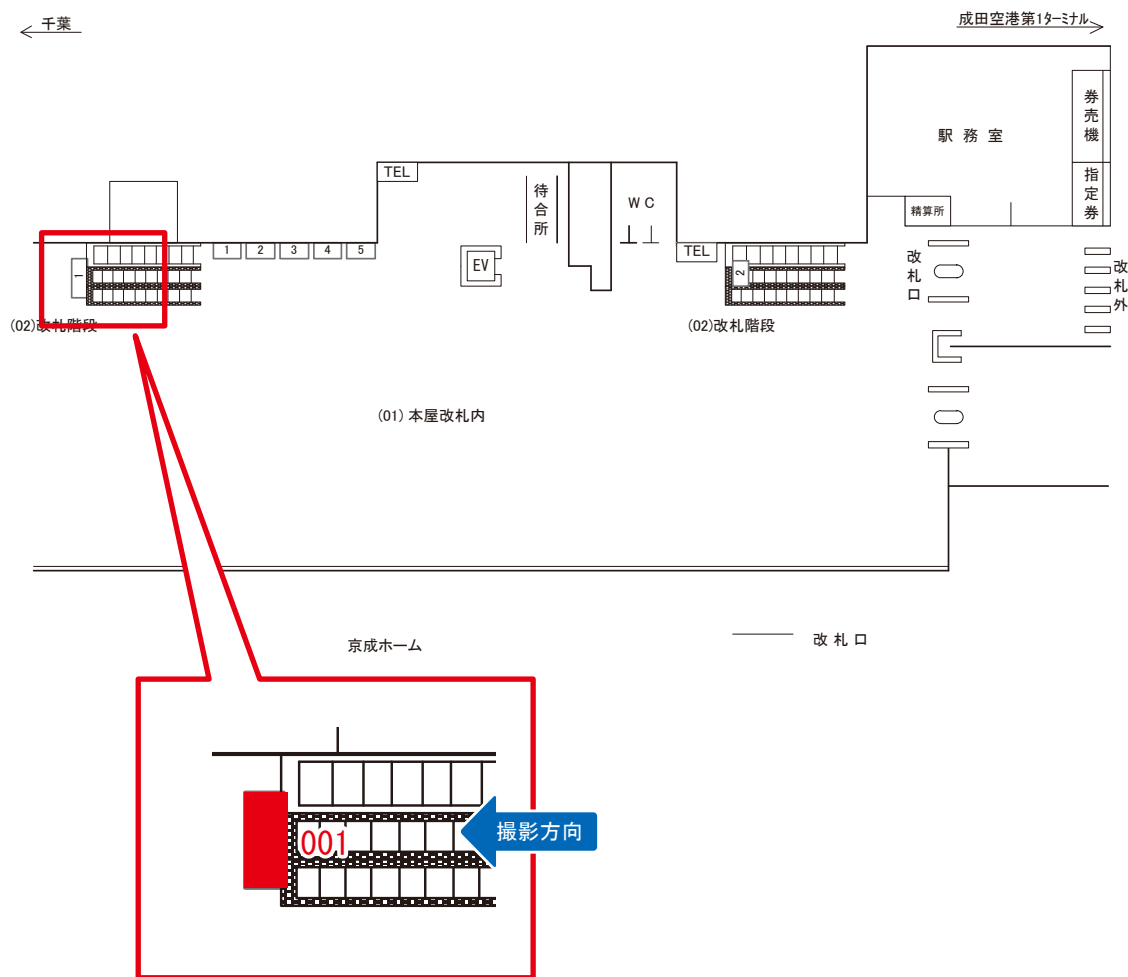 千葉
成田空港第1ターミナル
券売機
駅務室
指定券
精算所
TEL
待合所
WC
TEL
1
2
3
4
5
EV
1
2
改札口
改札外
(02)改札階段
(02)改札階段
(01)本屋改札内
京成ホーム
改札口
001
撮影方向